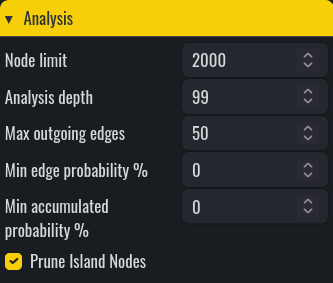 Analysis
Node limit 2000
Analysis depth 99
Max outgoing edges 50
Min edge probability % 0
Min accumulated
probability % 0
Prune Island Nodes